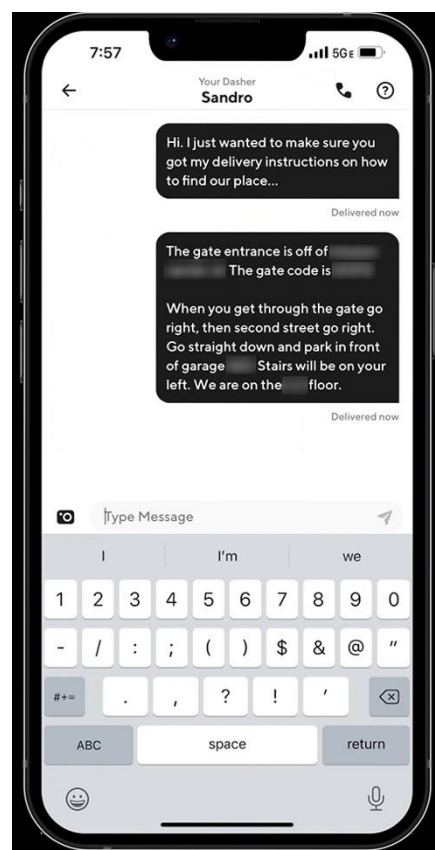 7:57
5GE
Your Dasher
Sandro
Hi. I just wanted to make sure you
got my delivery instructions on how
to find our place...
Delivered now
The gate entrance is off of
The gate code is
When you get through the gate go
right, then second street go right.
Go straight down and park in front
of garage Stairs will be on your
left. We are on the floor.
Delivered now
Type Message
I I'm we
1 2 3 4 5 6 7 8 9 0
- / : ; ( ) $ & @ "
#+= . , ? ! '
ABC space return